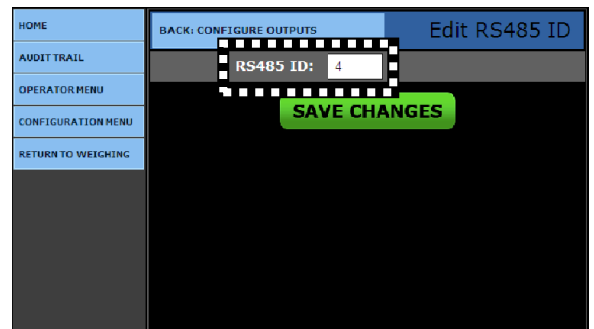 HOME
AUDIT TRAIL
OPERATOR MENU
CONFIGURATION MENU
RETURN TO WEIGHING
BACK: CONFIGURE OUTPUTS
Edit RS485 ID
RS485 ID: 4
SAVE CHANGES